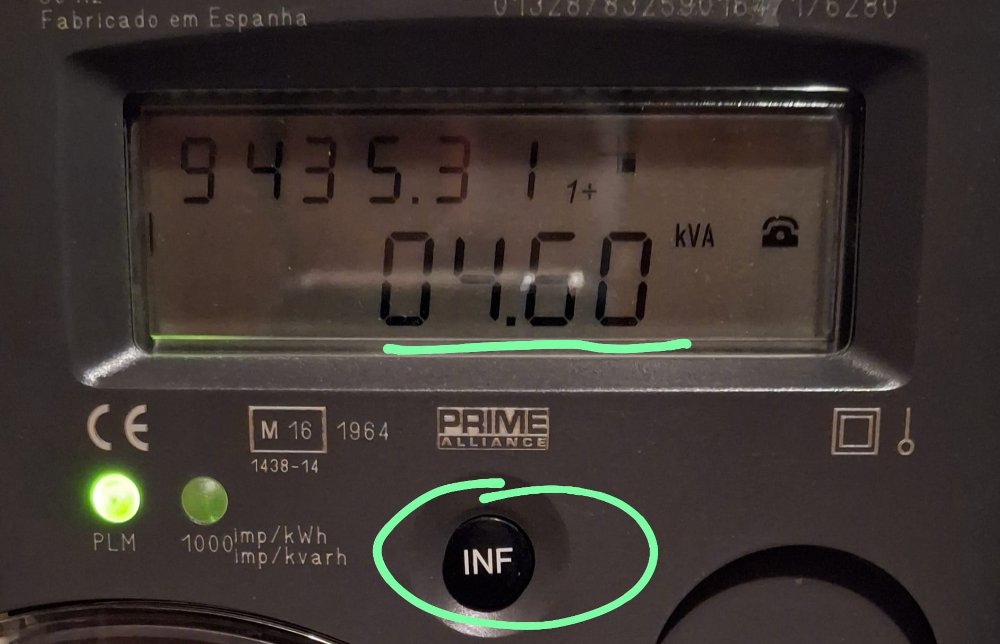 Fabricado em Espanha
9435.31 1+
04.60 kVA
CE
M 16 1964
1438-14
PRIME
ALLIANCE
PLM
1000 imp/kWh
imp/kvarh
INF